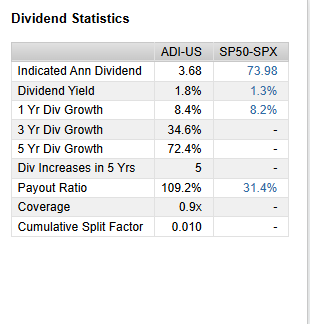 Dividend Statistics
ADI-US SP50-SPX
Indicated Ann Dividend 3.68 73.98
Dividend Yield 1.8% 1.3%
1 Yr Div Growth 8.4% 8.2%
3 Yr Div Growth 34.6% -
5 Yr Div Growth 72.4% -
Div Increases in 5 Yrs 5 -
Payout Ratio 109.2% 31.4%
Coverage 0.9x -
Cumulative Split Factor 0.010 -